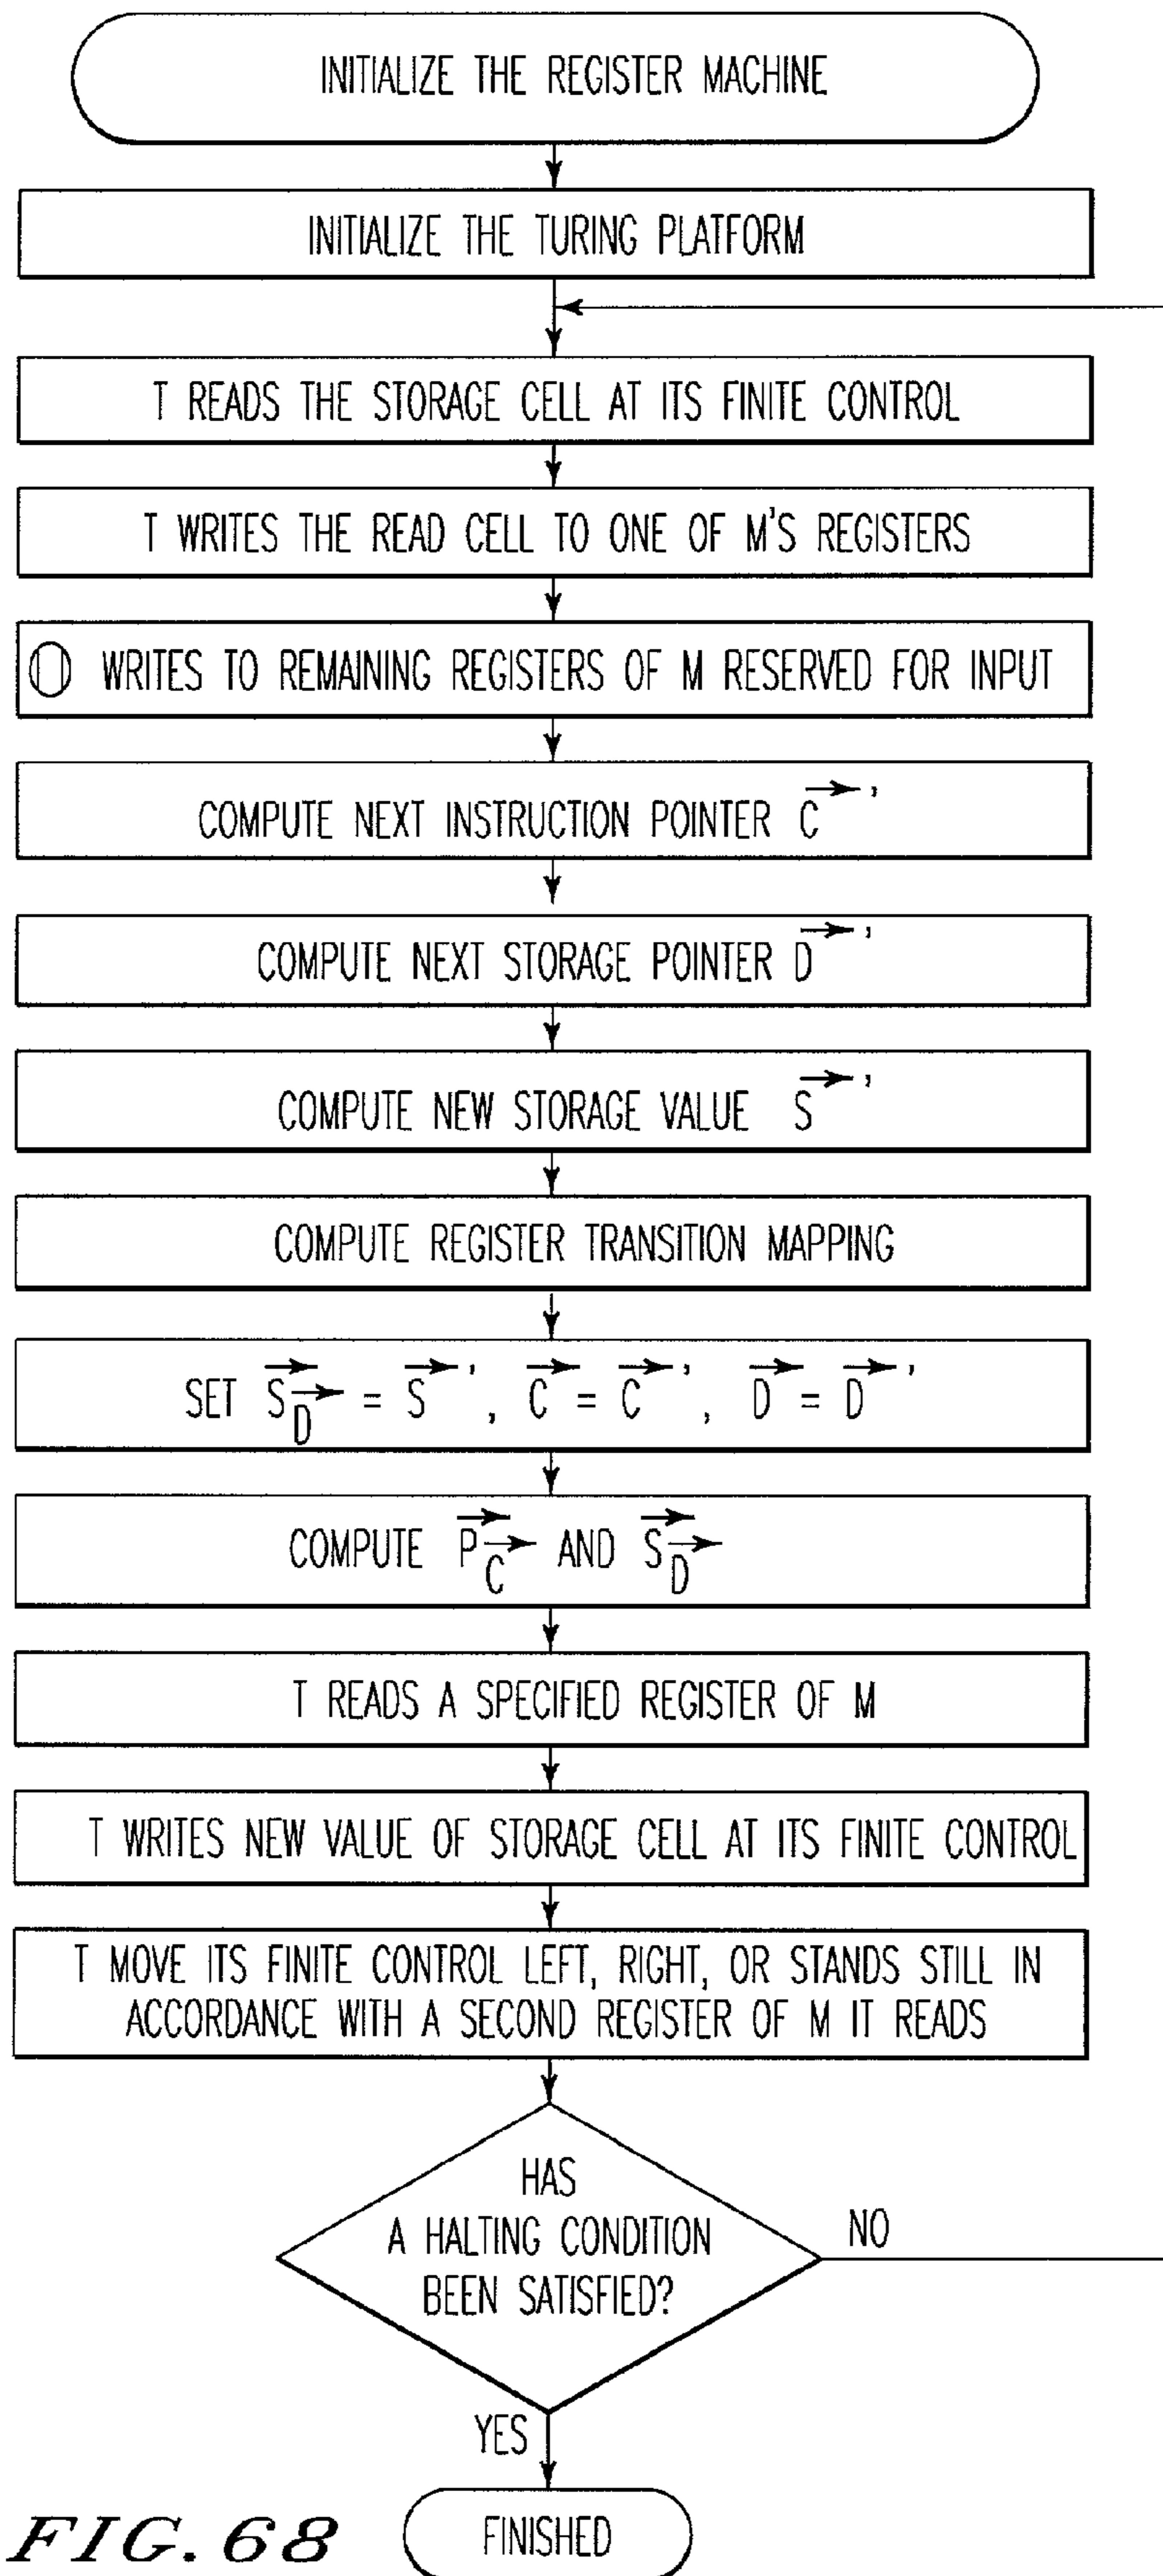 INITIALIZE THE REGISTER MACHINE
INITIALIZE THE TURING PLATFORM
T READS THE STORAGE CELL AT ITS FINITE CONTROL
T WRITES THE READ CELL TO ONE OF M'S REGISTERS
WRITES TO REMAINING REGISTERS OF M RESERVED FOR INPUT
COMPUTE NEXT INSTRUCTION POINTER C⃗'
COMPUTE NEXT STORAGE POINTER D⃗'
COMPUTE NEW STORAGE VALUE S⃗'
COMPUTE REGISTER TRANSITION MAPPING
SET S⃗_D⃗ = S⃗', C⃗ = C⃗', D⃗ = D⃗'
COMPUTE P⃗_C⃗ AND S⃗_D⃗
T READS A SPECIFIED REGISTER OF M
T WRITES NEW VALUE OF STORAGE CELL AT ITS FINITE CONTROL
T MOVE ITS FINITE CONTROL LEFT, RIGHT, OR STANDS STILL IN
ACCORDANCE WITH A SECOND REGISTER OF M IT READS
HAS
A HALTING CONDITION
BEEN SATISFIED?
NO
YES
FINISHED
FIG. 68